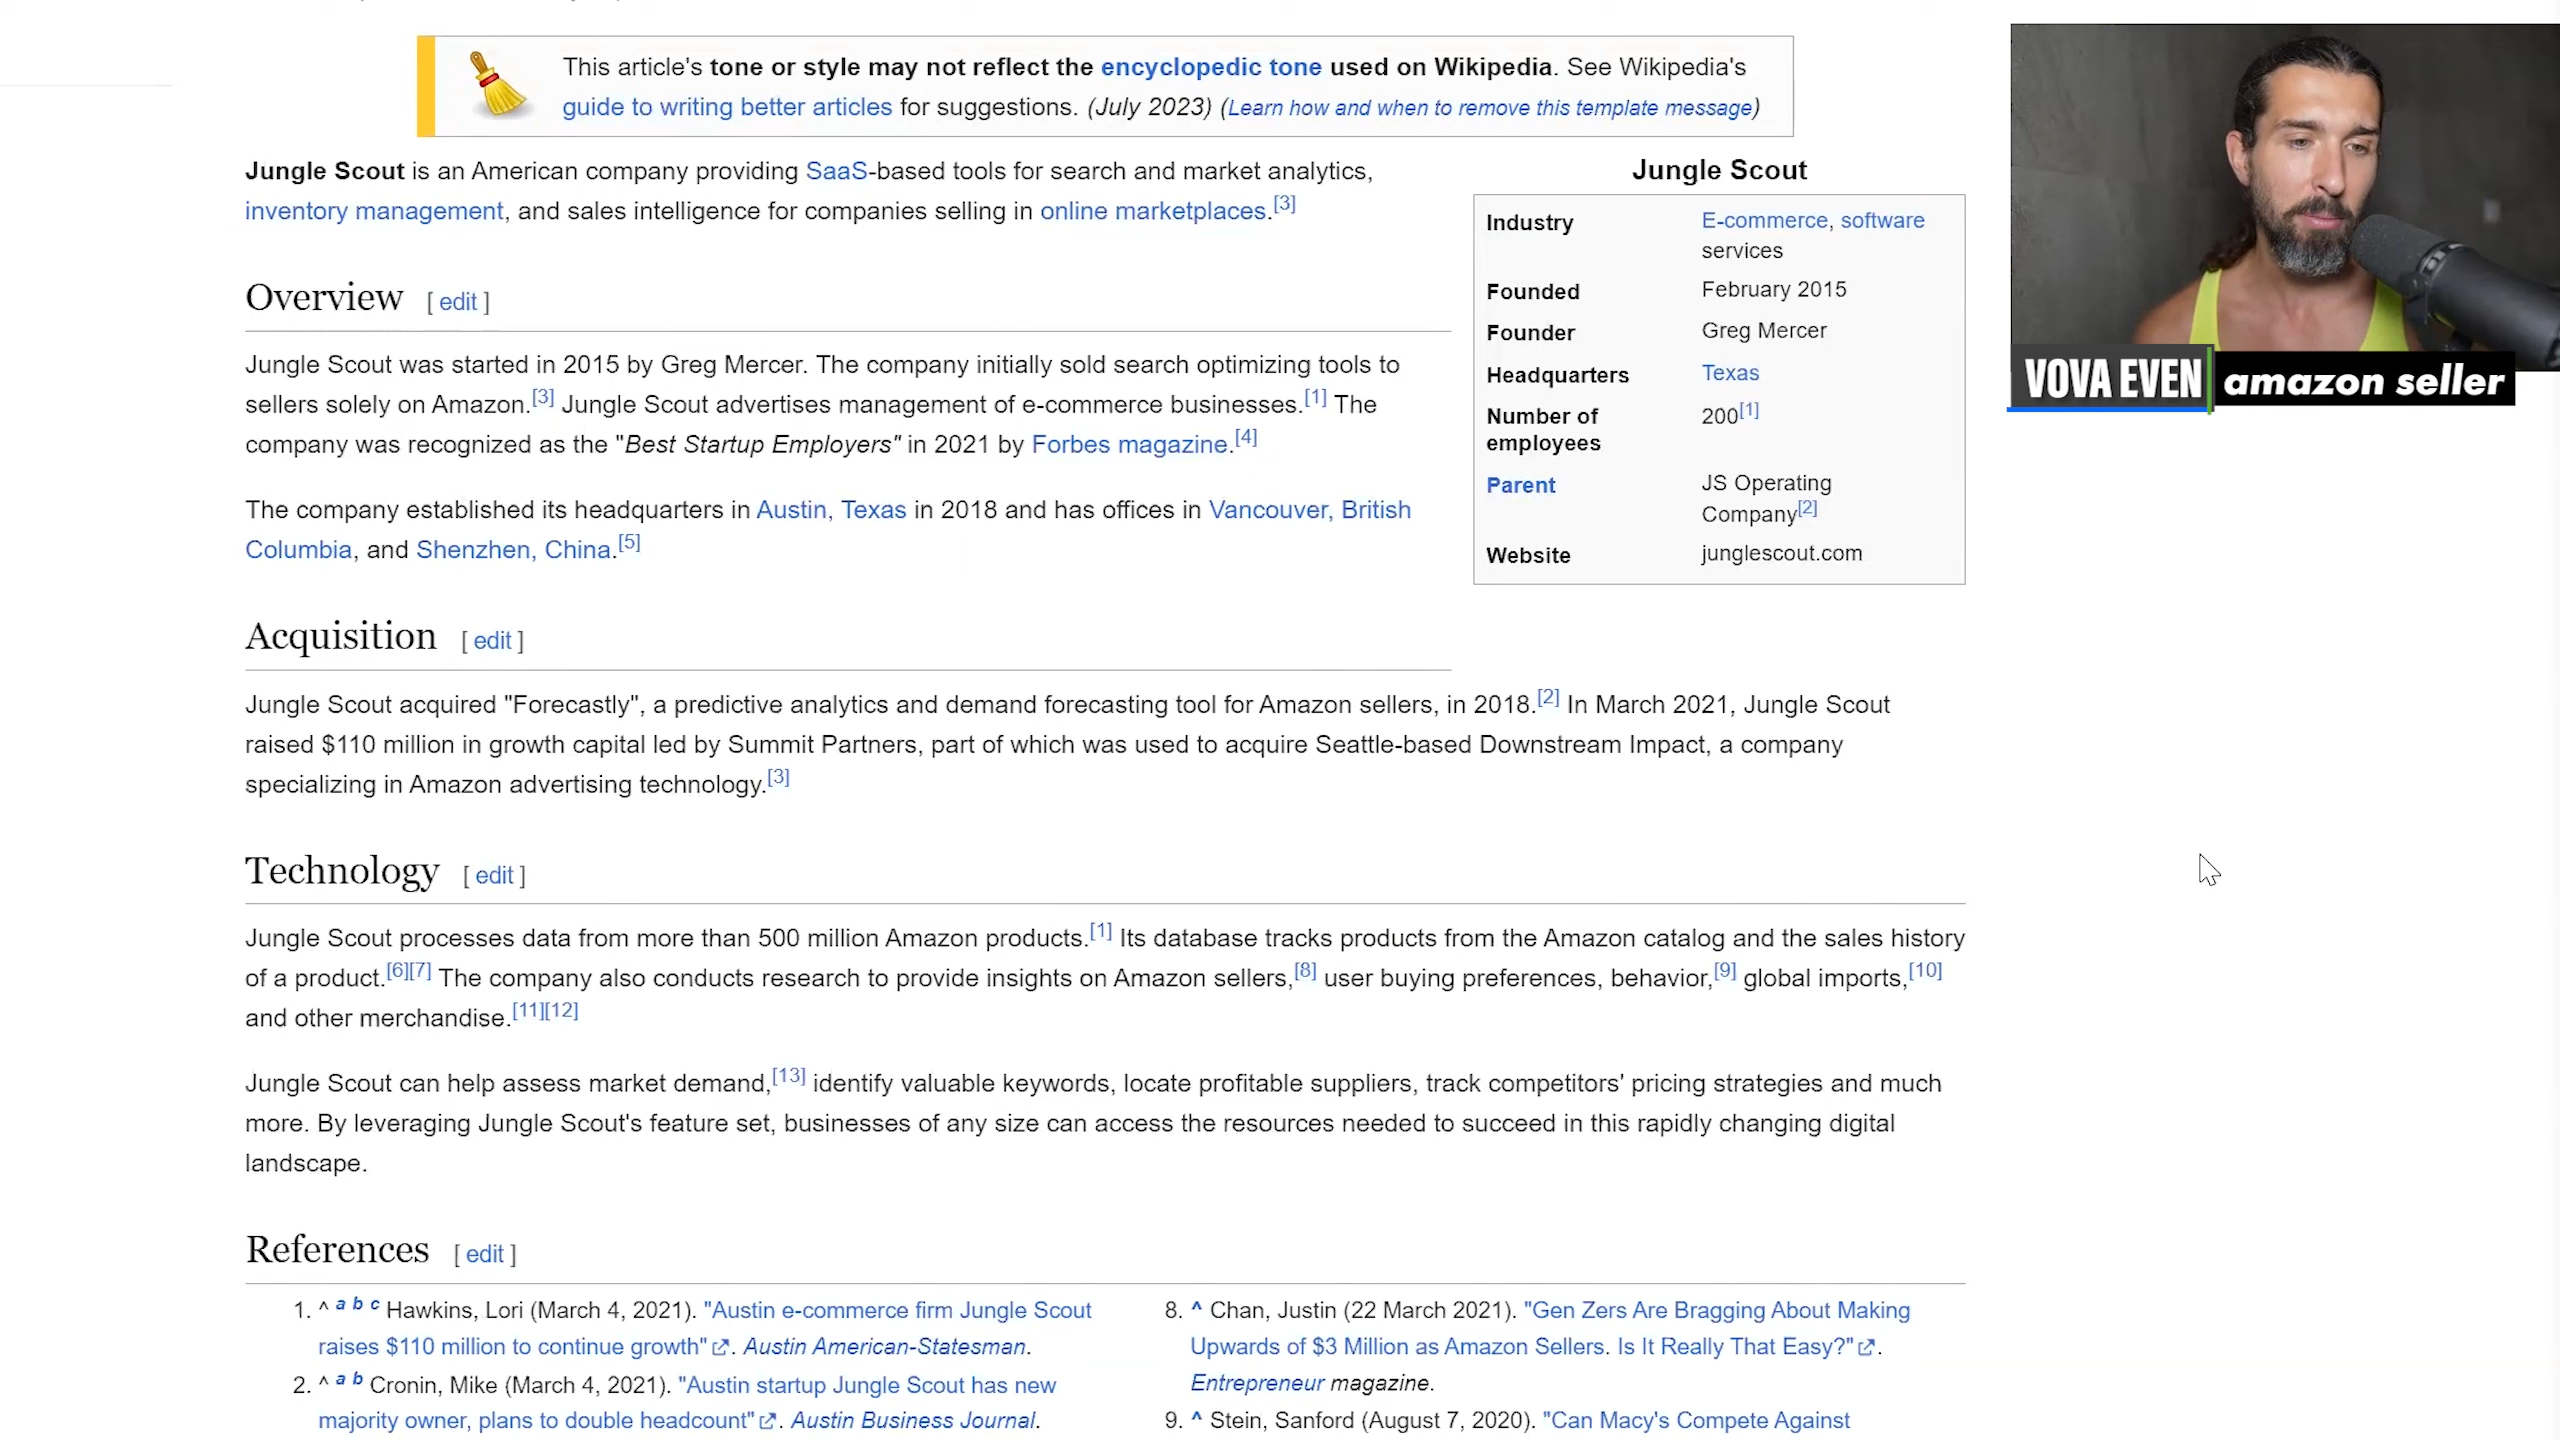 This article's tone or style may not reflect the encyclopedic tone used on Wikipedia. See Wikipedia's
guide to writing better articles for suggestions. (July 2023) (Learn how and when to remove this template message)
Jungle Scout is an American company providing SaaS-based tools for search and market analytics,
inventory management, and sales intelligence for companies selling in online marketplaces.[3]
Overview [ edit ]
Jungle Scout was started in 2015 by Greg Mercer. The company initially sold search optimizing tools to
sellers solely on Amazon.[3] Jungle Scout advertises management of e-commerce businesses.[1] The
company was recognized as the "Best Startup Employers" in 2021 by Forbes magazine.[4]
The company established its headquarters in Austin, Texas in 2018 and has offices in Vancouver, British
Columbia, and Shenzhen, China.[5]
Jungle Scout
Industry E-commerce, software
services
Founded February 2015
Founder Greg Mercer
Headquarters Texas
Number of 200[1]
employees
Parent JS Operating
Company[2]
Website junglescout.com
VOVA EVEN amazon seller
Acquisition [ edit ]
Jungle Scout acquired "Forecastly", a predictive analytics and demand forecasting tool for Amazon sellers, in 2018.[2] In March 2021, Jungle Scout
raised $110 million in growth capital led by Summit Partners, part of which was used to acquire Seattle-based Downstream Impact, a company
specializing in Amazon advertising technology.[3]
Technology [ edit ]
Jungle Scout processes data from more than 500 million Amazon products.[1] Its database tracks products from the Amazon catalog and the sales history
of a product.[6][7] The company also conducts research to provide insights on Amazon sellers,[8] user buying preferences, behavior,[9] global imports,[10]
and other merchandise.[11][12]
Jungle Scout can help assess market demand,[13] identify valuable keywords, locate profitable suppliers, track competitors' pricing strategies and much
more. By leveraging Jungle Scout's feature set, businesses of any size can access the resources needed to succeed in this rapidly changing digital
landscape.
References [ edit ]
1. ^ a b c Hawkins, Lori (March 4, 2021). "Austin e-commerce firm Jungle Scout
raises $110 million to continue growth". Austin American-Statesman.
2. ^ a b Cronin, Mike (March 4, 2021). "Austin startup Jungle Scout has new
majority owner, plans to double headcount". Austin Business Journal.
8. ^ Chan, Justin (22 March 2021). "Gen Zers Are Bragging About Making
Upwards of $3 Million as Amazon Sellers. Is It Really That Easy?".
Entrepreneur magazine.
9. ^ Stein, Sanford (August 7, 2020). "Can Macy's Compete Against